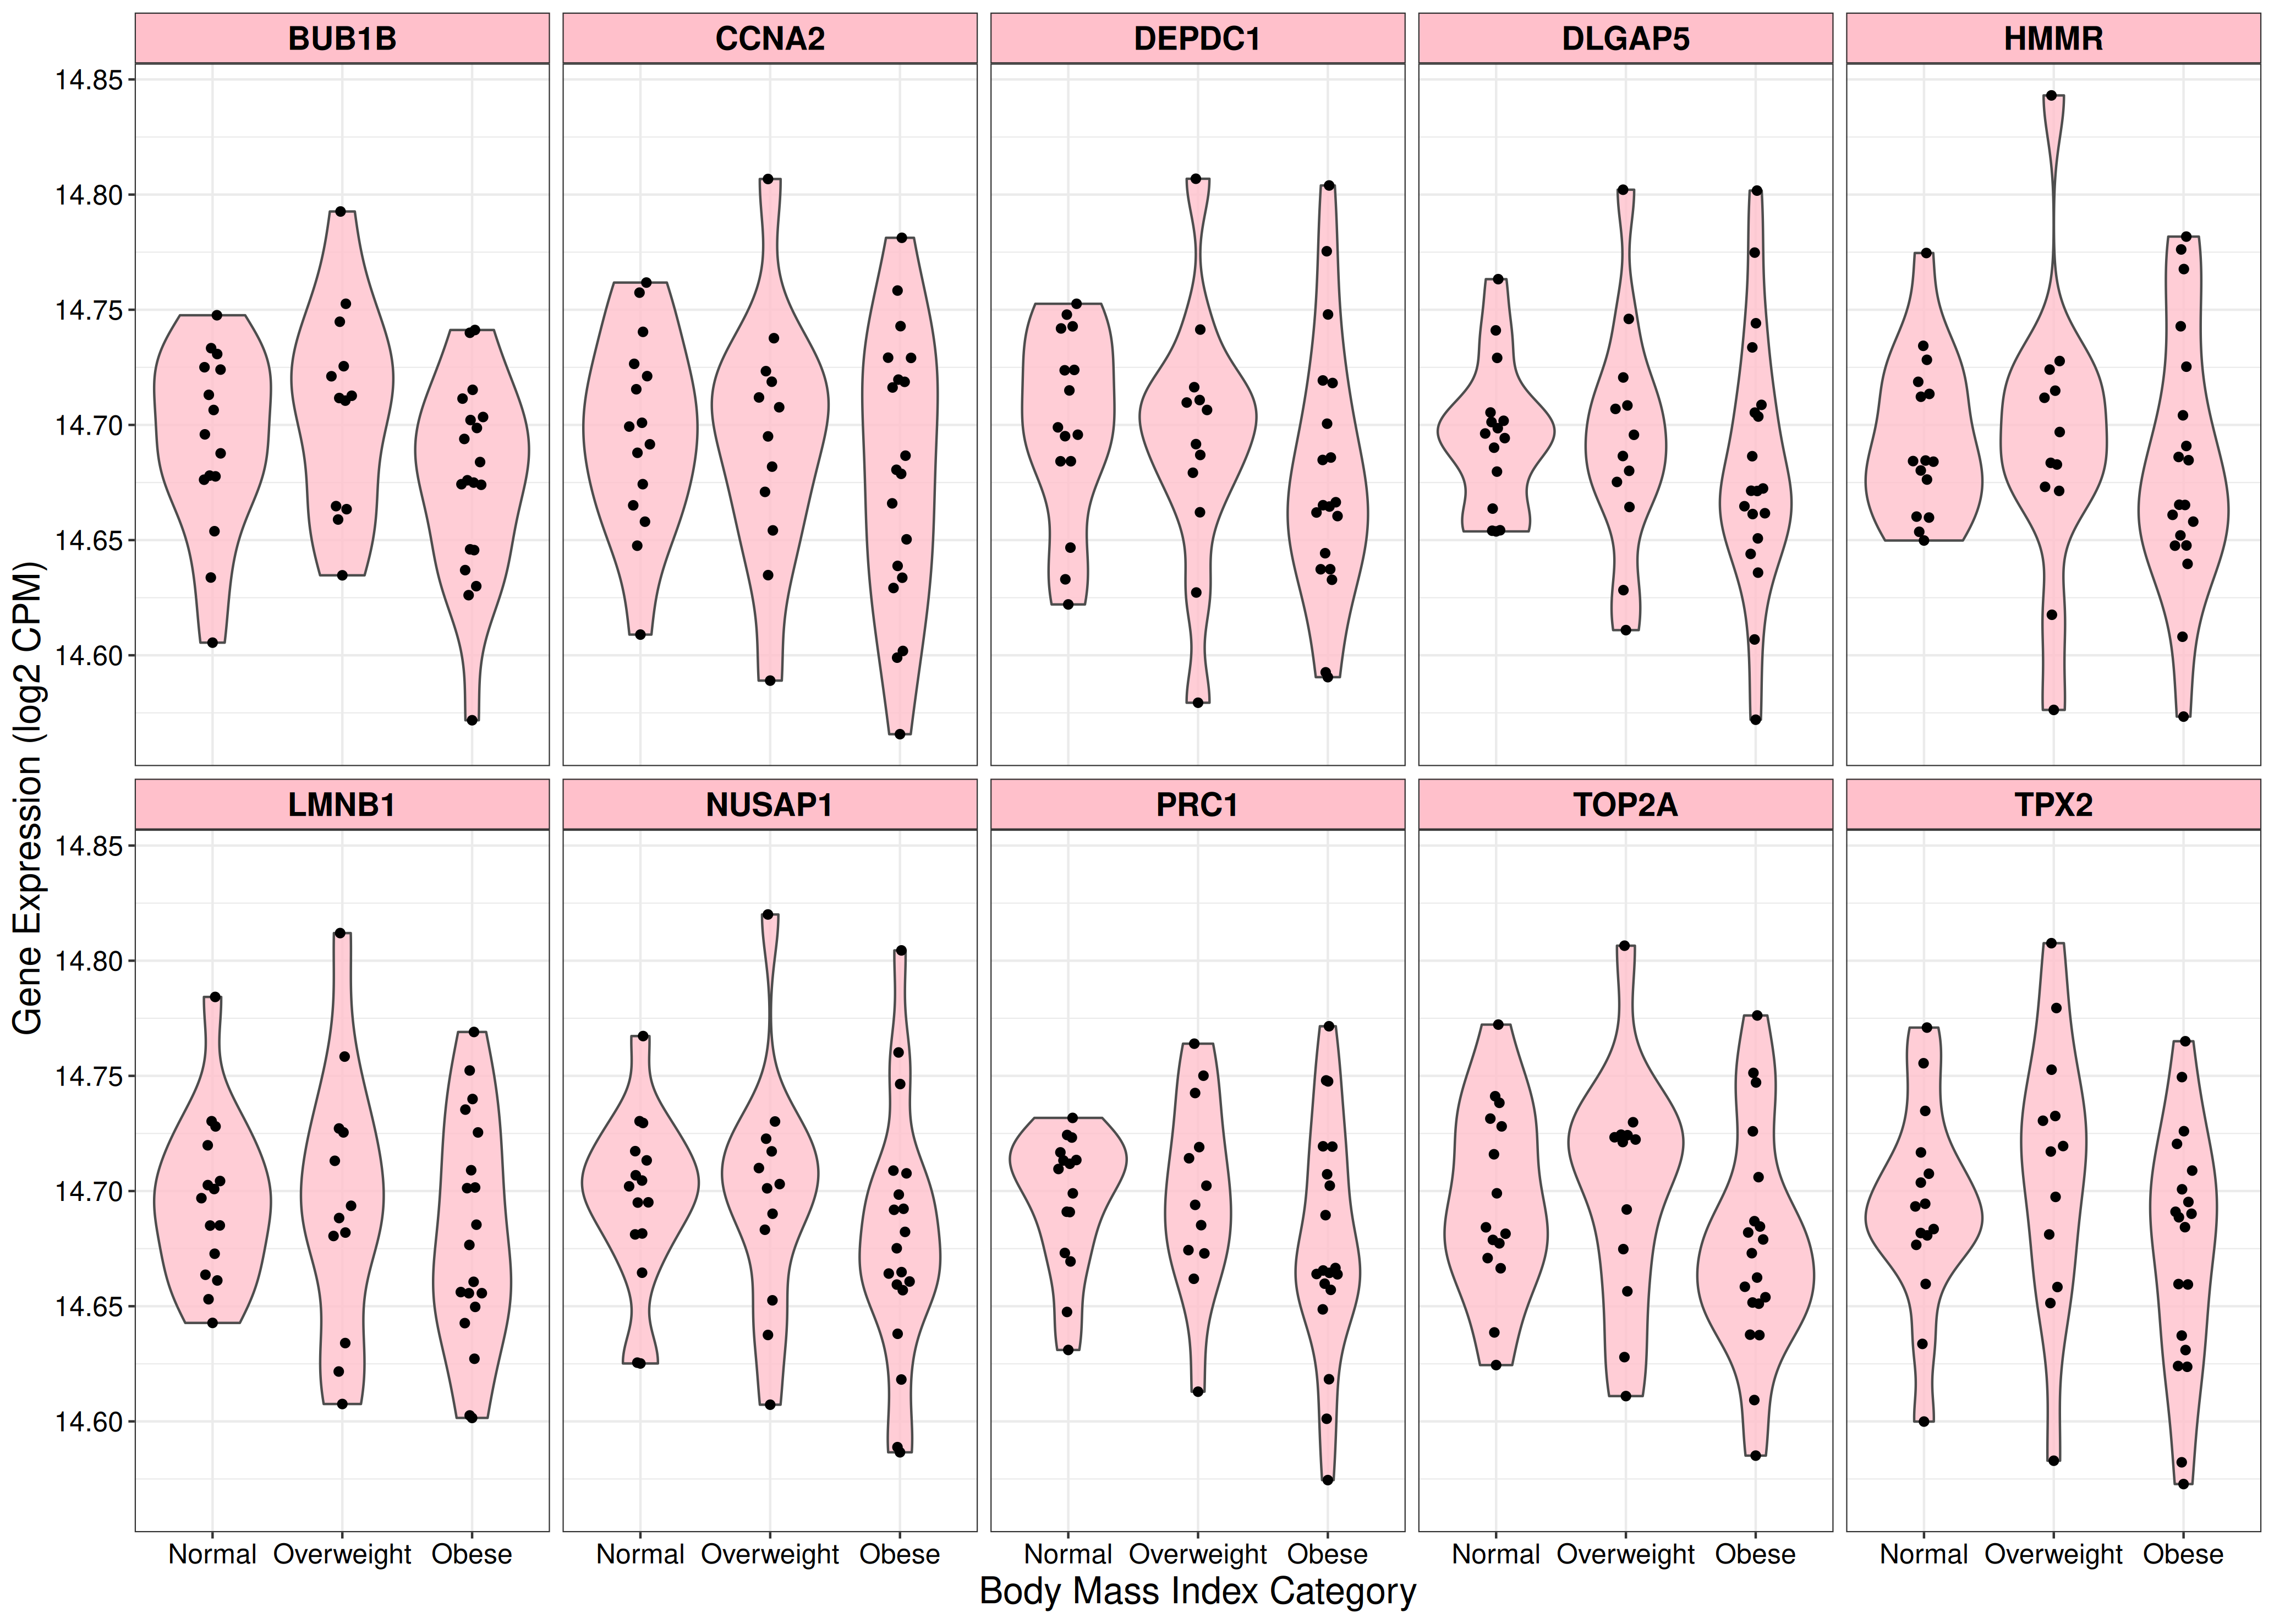 BUB1B CCNA2 DEPDC1 DLGAP5 HMMR
14.85
14.80
14.75
14.70
14.65
14.60
LMNB1 NUSAP1 PRC1 TOP2A TPX2
14.85
14.80
14.75
14.70
14.65
14.60
Gene Expression (log2 CPM)
Normal Overweight Obese Normal Overweight Obese Normal Overweight Obese Normal Overweight Obese Normal Overweight Obese
Body Mass Index Category